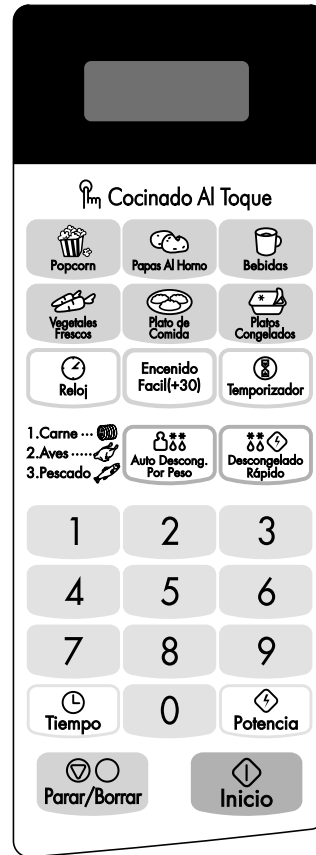 Cocinado Al Toque
Popcorn
Papas Al Horno
Bebidas
Vegetales
Frescos
Plato de
Comida
Platos
Congelados
Reloj
Encenido
Facil(+30)
Temporizador
1.Carne ...
2.Aves .....
3.Pescado
Auto Descong.
Por Peso
Descongelado
Rápido
1 2 3
4 5 6
7 8 9
Tiempo
0
Potencia
Parar/Borrar
Inicio